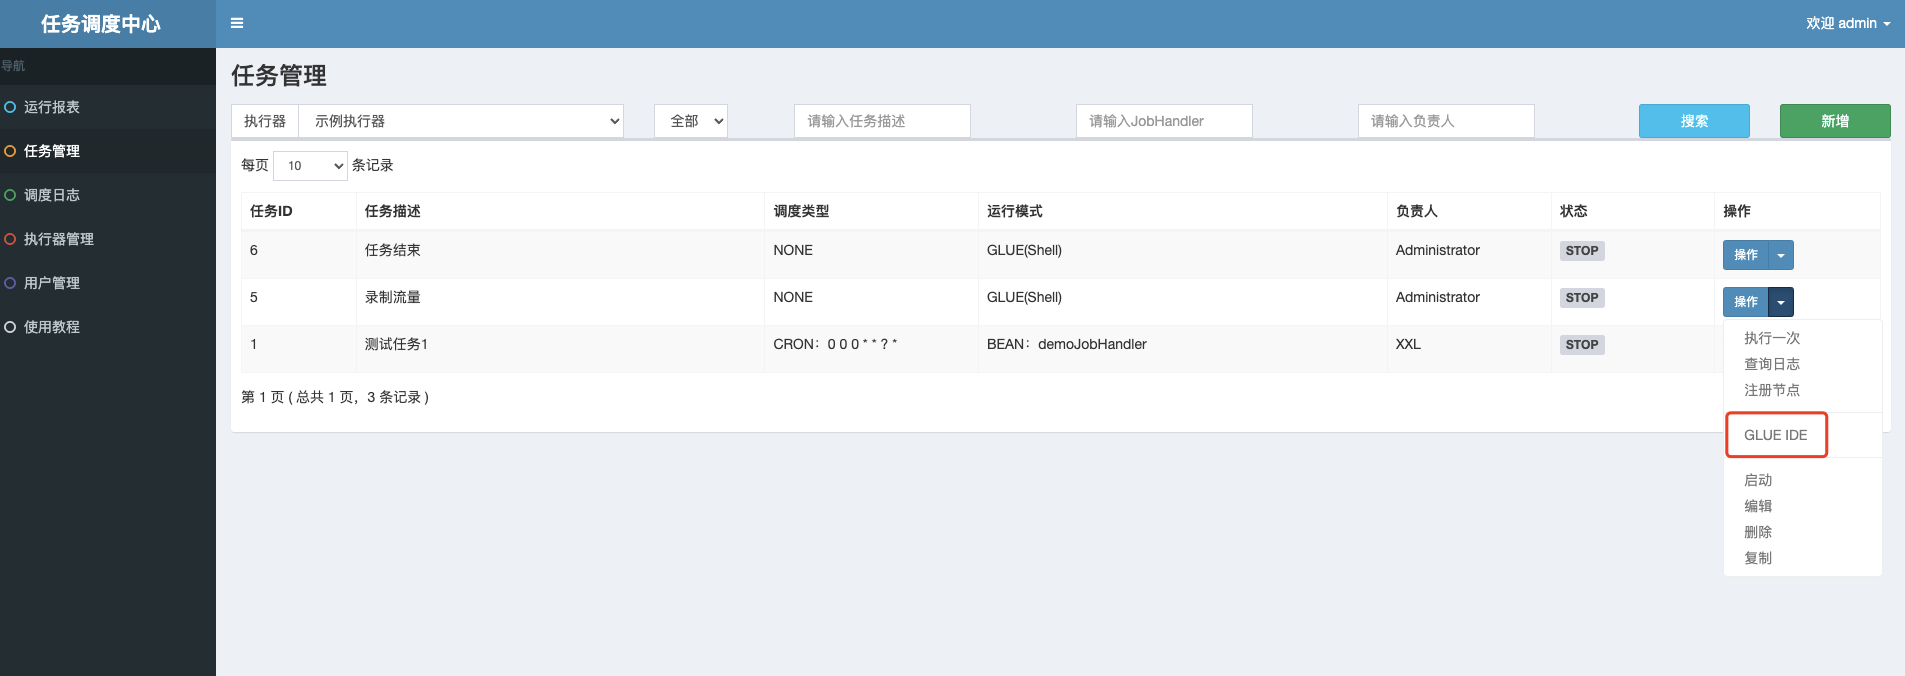 任务调度中心
欢迎 admin
导航
运行报表
任务管理
调度日志
执行器管理
用户管理
使用教程
任务管理
执行器 示例执行器 全部 请输入任务描述 请输入JobHandler 请输入负责人 搜索 新增
每页 10 条记录
任务ID 任务描述 调度类型 运行模式 负责人 状态 操作
6 任务结束 NONE GLUE(Shell) Administrator STOP 操作
5 录制流量 NONE GLUE(Shell) Administrator STOP 操作
1 测试任务1 CRON：0 0 0 * * ? * BEAN：demoJobHandler XXL STOP
第 1 页 ( 总共 1 页，3 条记录 )
执行一次
查询日志
注册节点
GLUE IDE
启动
编辑
删除
复制